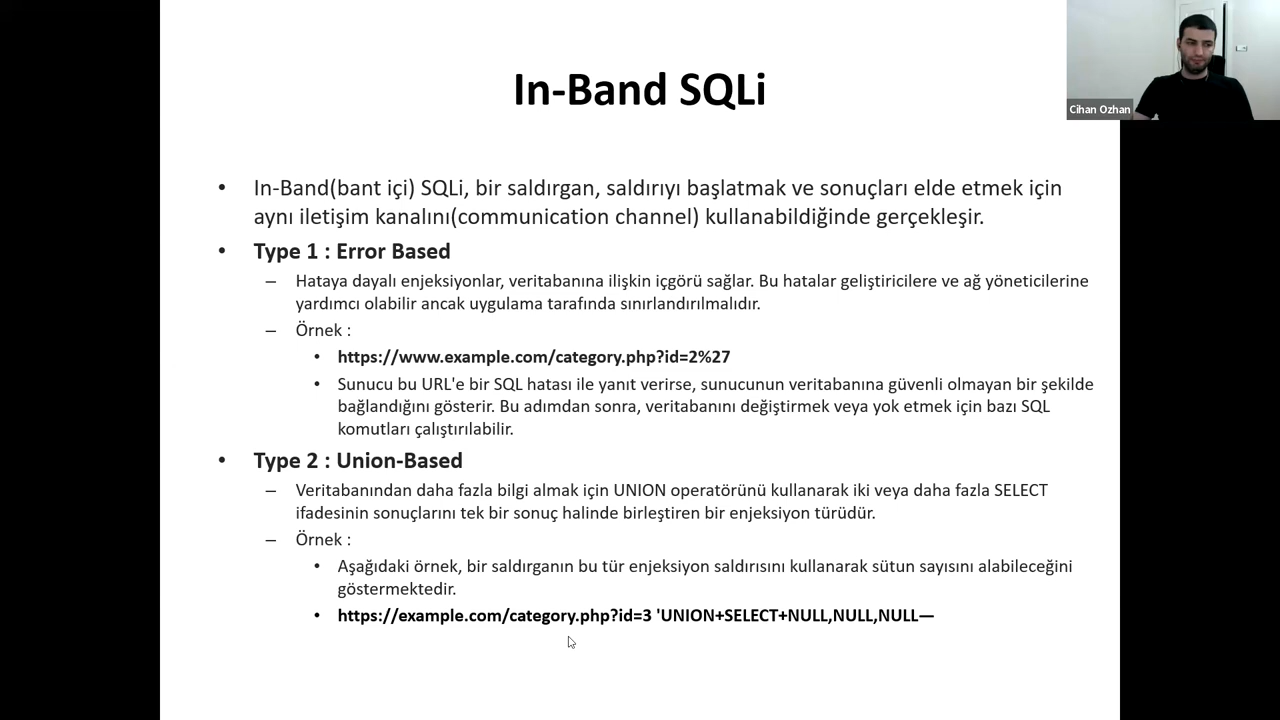 In-Band SQLi
Cihan Ozhan
• In-Band(bant içi) SQLi, bir saldırgan, saldırıyı başlatmak ve sonuçları elde etmek için
aynı iletişim kanalını(communication channel) kullanabildiğinde gerçekleşir.
• Type 1 : Error Based
– Hataya dayalı enjeksiyonlar, veritabanına ilişkin içgörü sağlar. Bu hatalar geliştiricilere ve ağ yöneticilerine
yardımcı olabilir ancak uygulama tarafında sınırlandırılmalıdır.
– Örnek :
• https://www.example.com/category.php?id=2%27
• Sunucu bu URL'e bir SQL hatası ile yanıt verirse, sunucunun veritabanına güvenli olmayan bir şekilde
bağlandığını gösterir. Bu adımdan sonra, veritabanını değiştirmek veya yok etmek için bazı SQL
komutları çalıştırılabilir.
• Type 2 : Union-Based
– Veritabanından daha fazla bilgi almak için UNION operatörünü kullanarak iki veya daha fazla SELECT
ifadesinin sonuçlarını tek bir sonuç halinde birleştiren bir enjeksiyon türüdür.
– Örnek :
• Aşağıdaki örnek, bir saldırganın bu tür enjeksiyon saldırısını kullanarak sütun sayısını alabileceğini
göstermektedir.
• https://example.com/category.php?id=3 'UNION+SELECT+NULL,NULL,NULL—